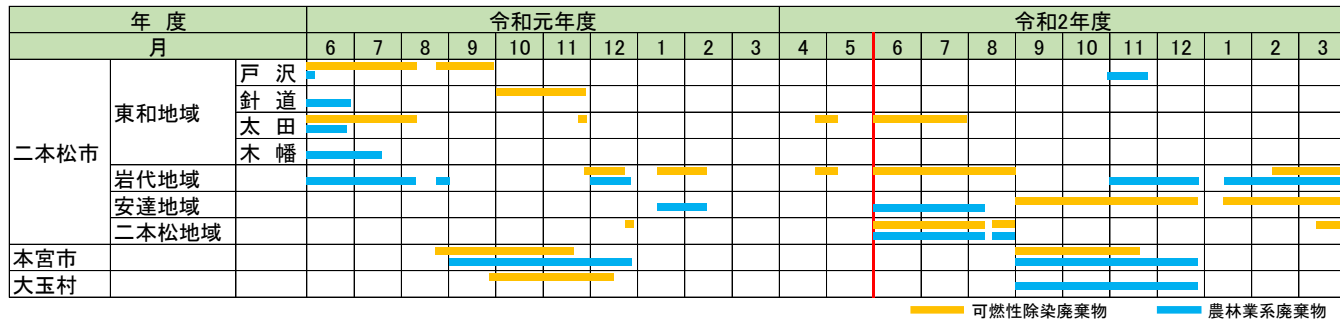 年 度 令和元年度 令和2年度
月 6 7 8 9 10 11 12 1 2 3 4 5 6 7 8 9 10 11 12 1 2 3
二本松市 東和地域 戸 沢
針 道
太 田
木 幡
岩代地域
安達地域
二本松地域
本宮市
大玉村
可燃性除染廃棄物 農林業系廃棄物